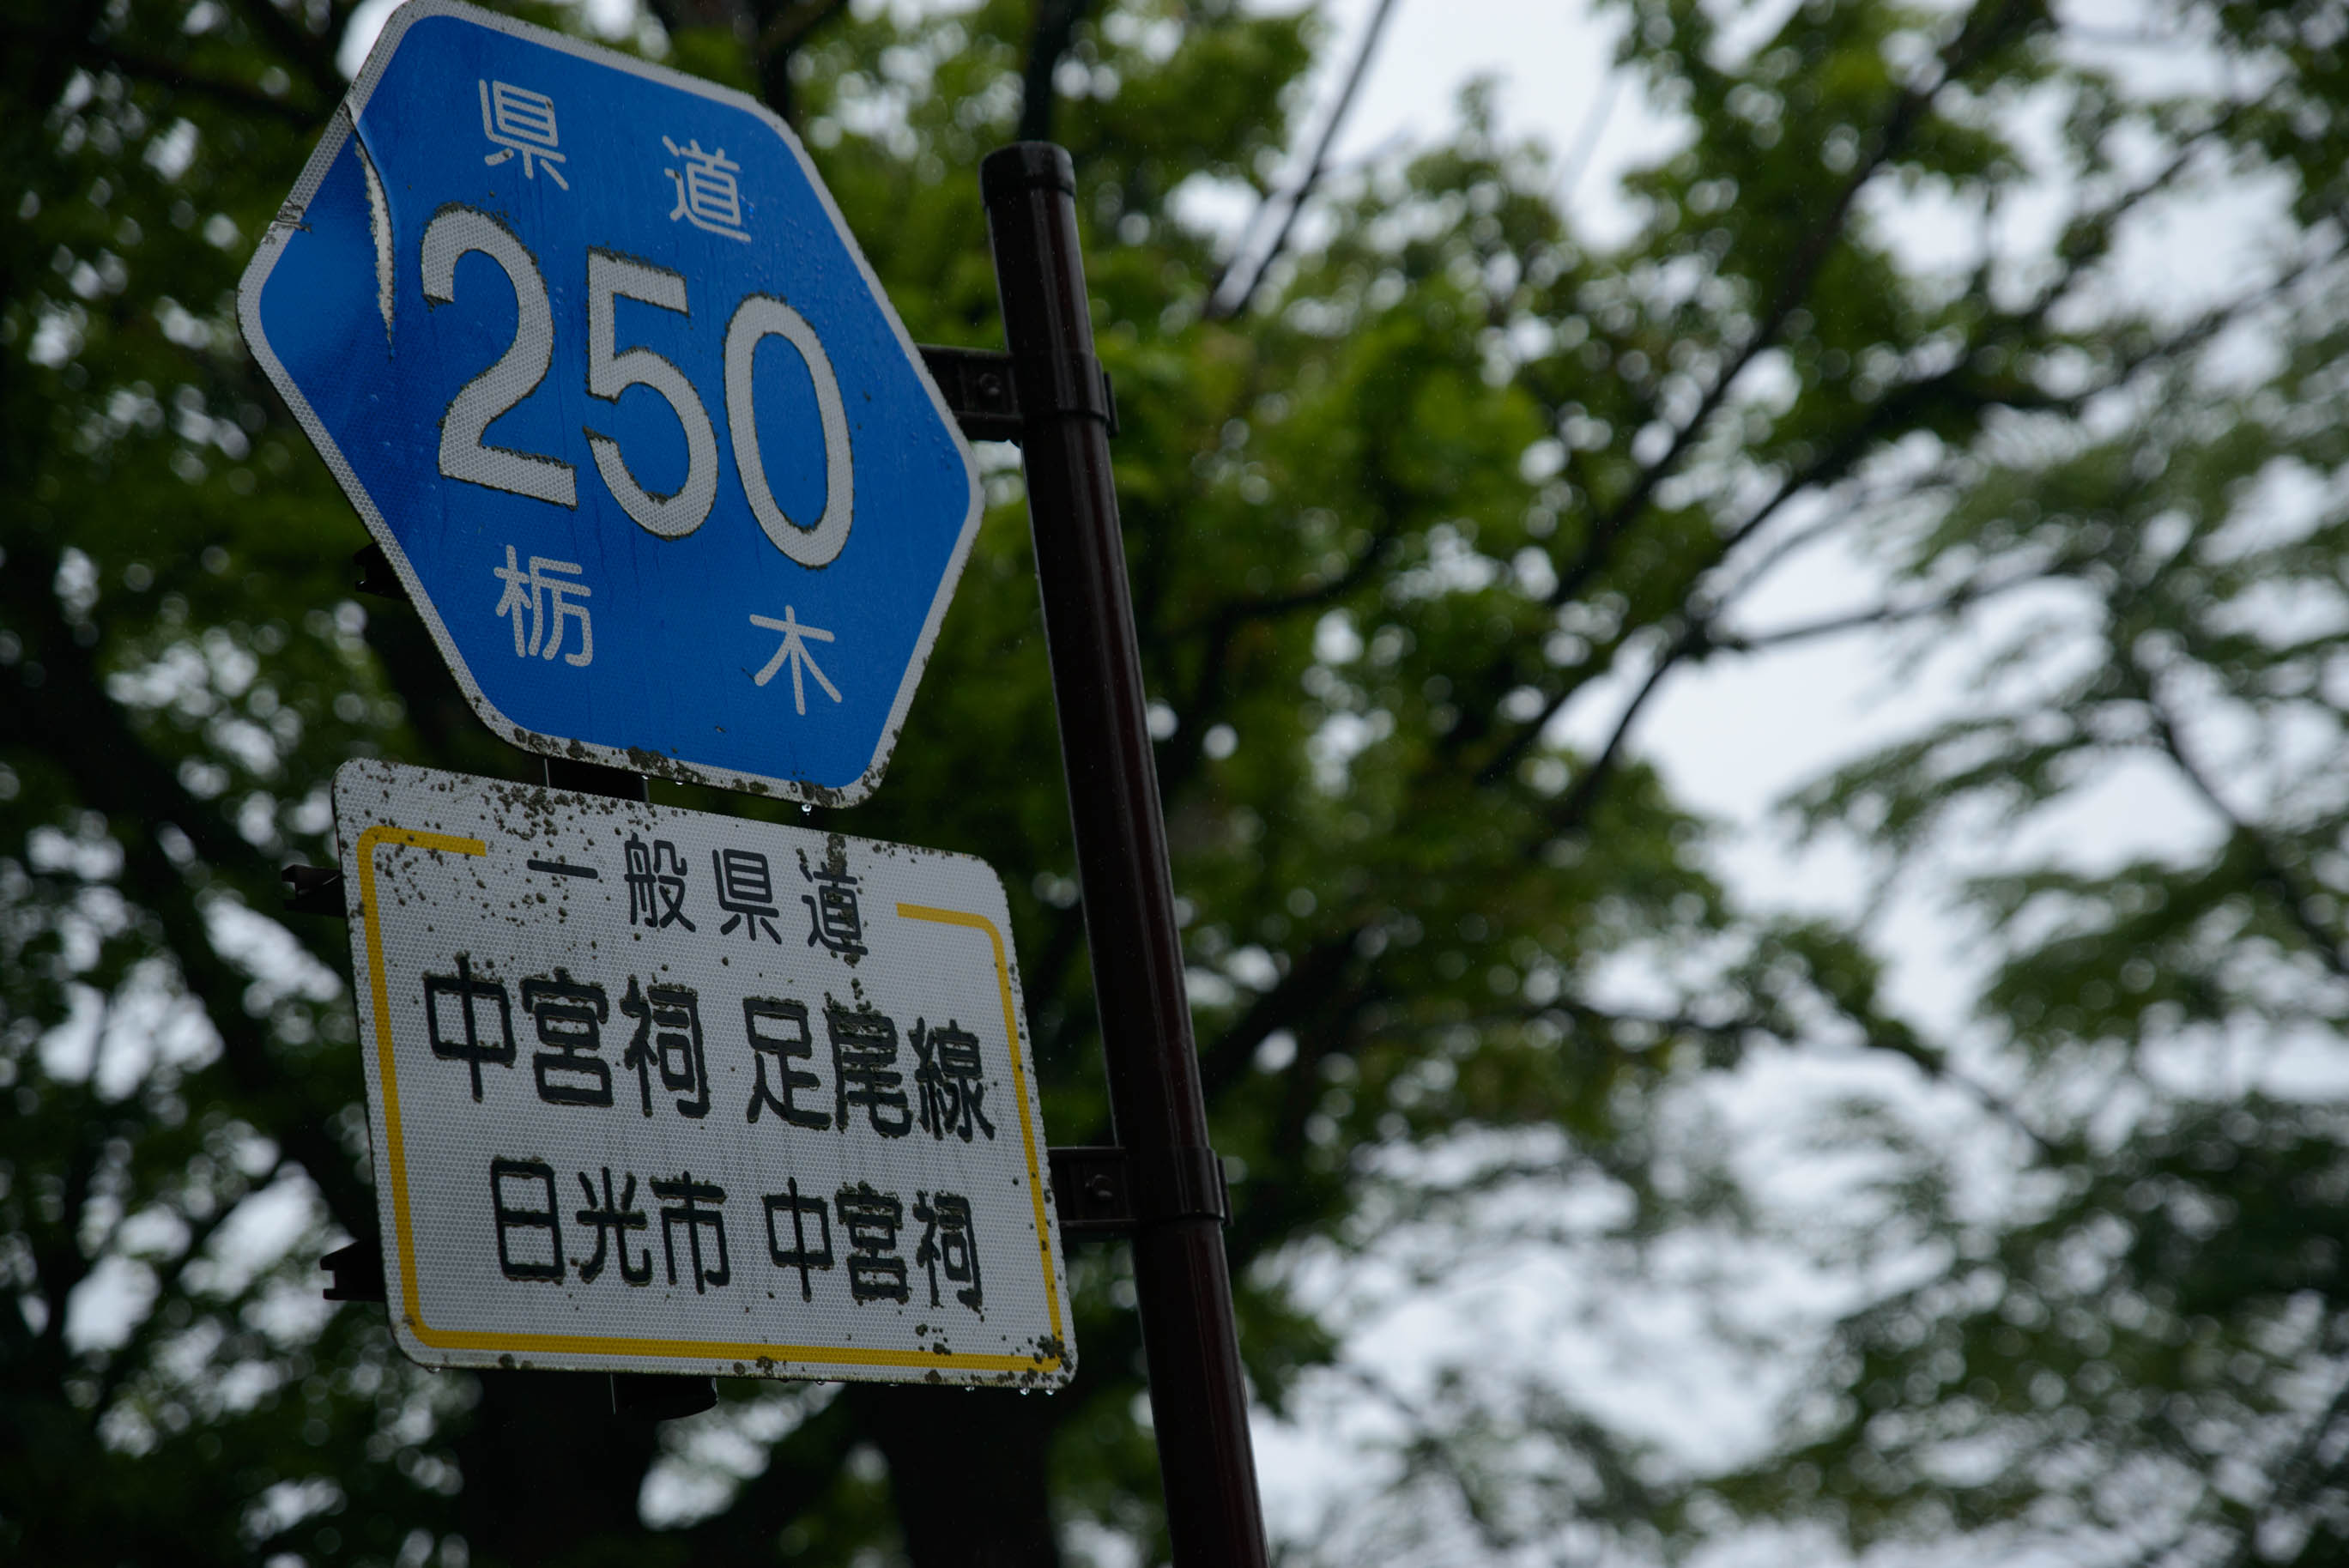 県道
250
栃木
一般県道
中宮祠 足尾線
日光市 中宮祠